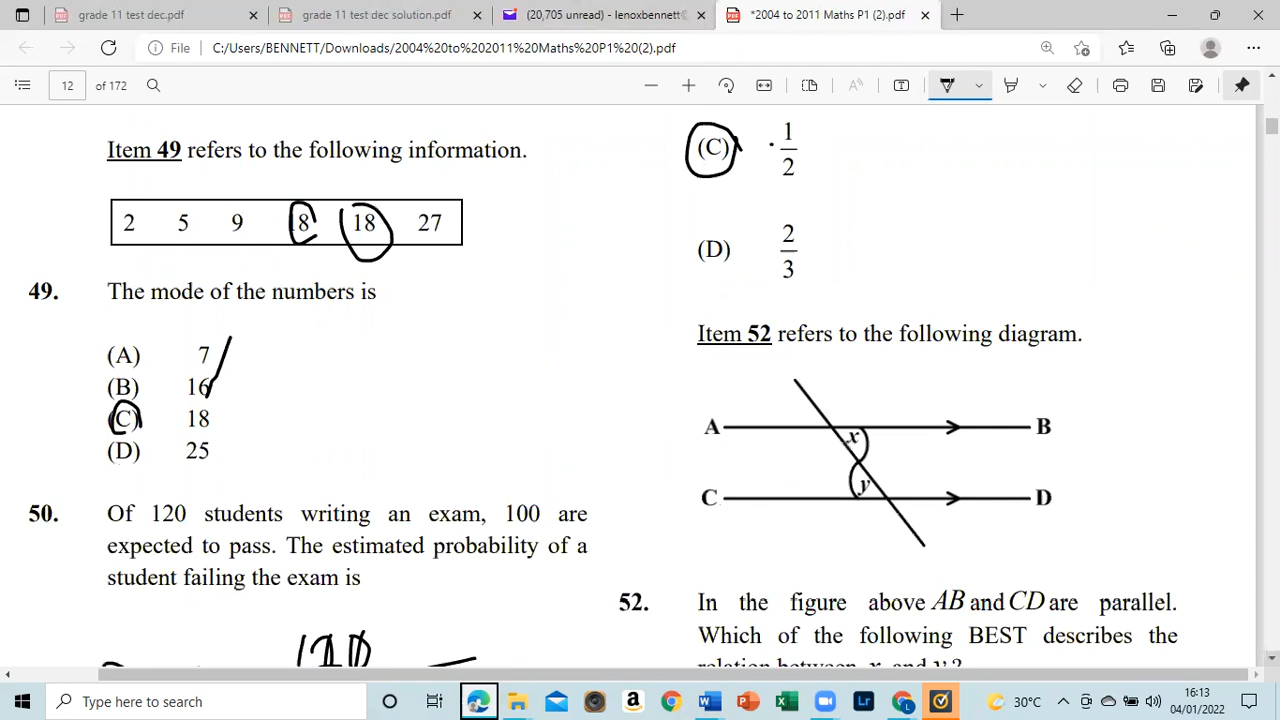 grade 11 test dec.pdf
grade 11 test dec solution.pdf
(20,705 unread) - lenoxbennett
*2004 to 2011 Maths P1 (2).pdf
File
C:/Users/BENNETT/Downloads/2004%20to%202011%20Maths%20P1%20(2).pdf
12
of 172
Item 49 refers to the following information.
2 5 9 18 18 27
49. The mode of the numbers is
(A) 7
(B) 16
(C) 18
(D) 25
50. Of 120 students writing an exam, 100 are
expected to pass. The estimated probability of a
student failing the exam is
120
(C) 1/2
(D) 2/3
Item 52 refers to the following diagram.
A x B
C y D
52. In the figure above AB and CD are parallel.
Which of the following BEST describes the
relation between x and y?
Type here to search
30°C
16:13
04/01/2022